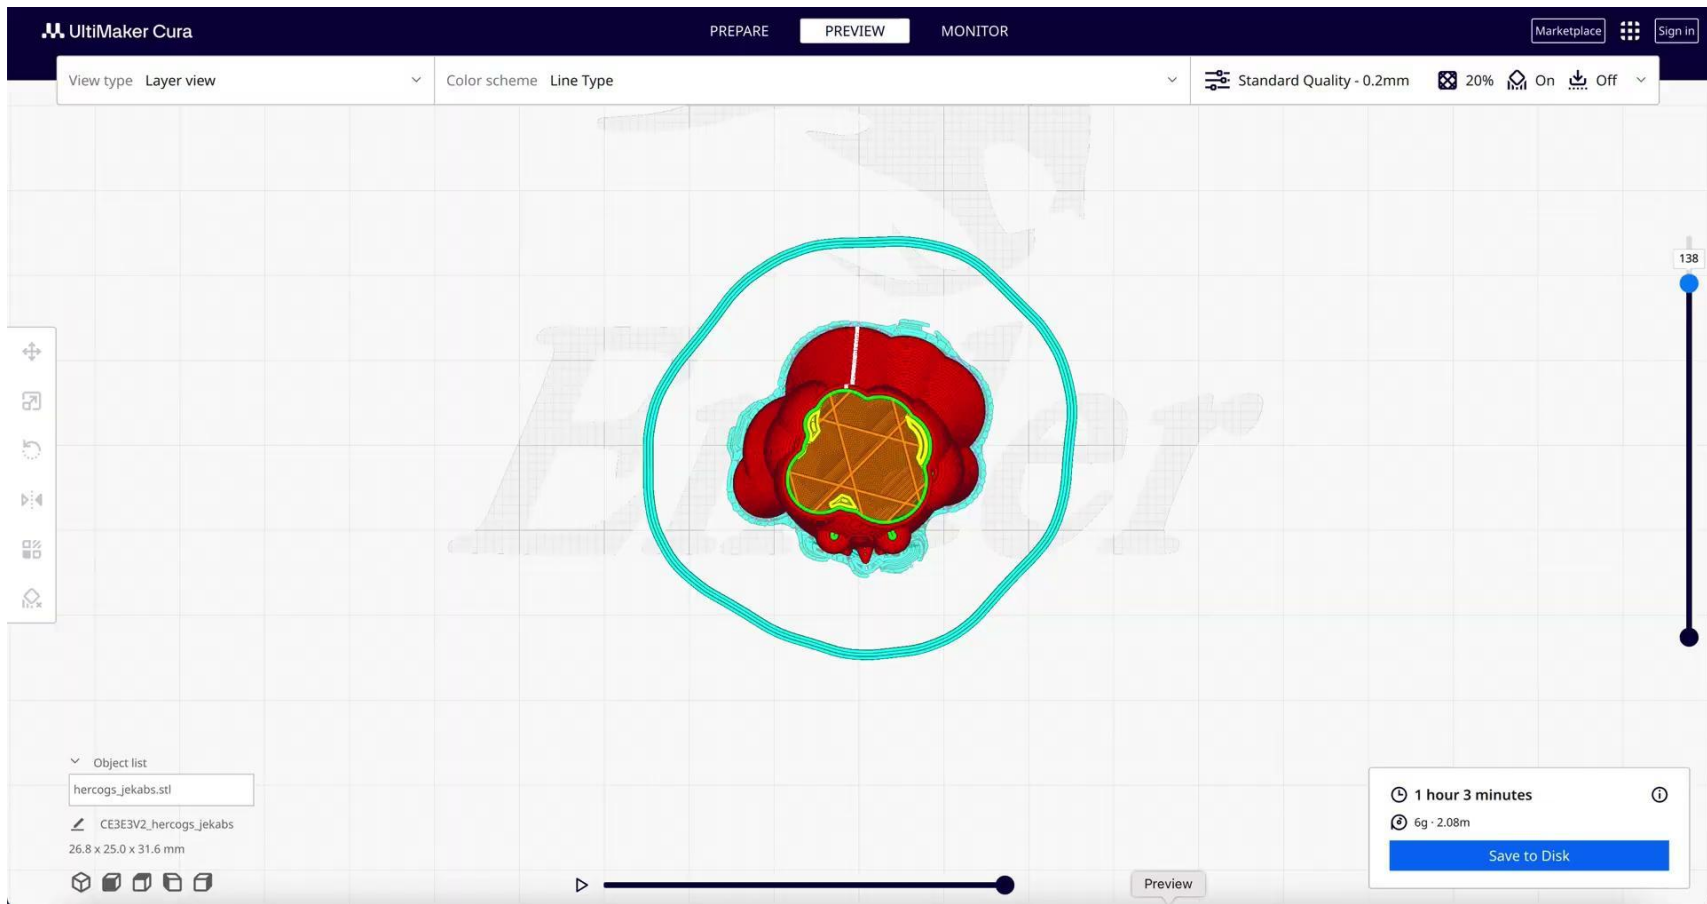 UltiMaker Cura
PREPARE
PREVIEW
MONITOR
Marketplace
Sign in
View type Layer view
Color scheme Line Type
Standard Quality - 0.2mm
20%
On
Off
138
Ender
Object list
hercogs_jekabs.stl
CE3E3V2_hercogs_jekabs
26.8 x 25.0 x 31.6 mm
1 hour 3 minutes
6g · 2.08m
Save to Disk
Preview